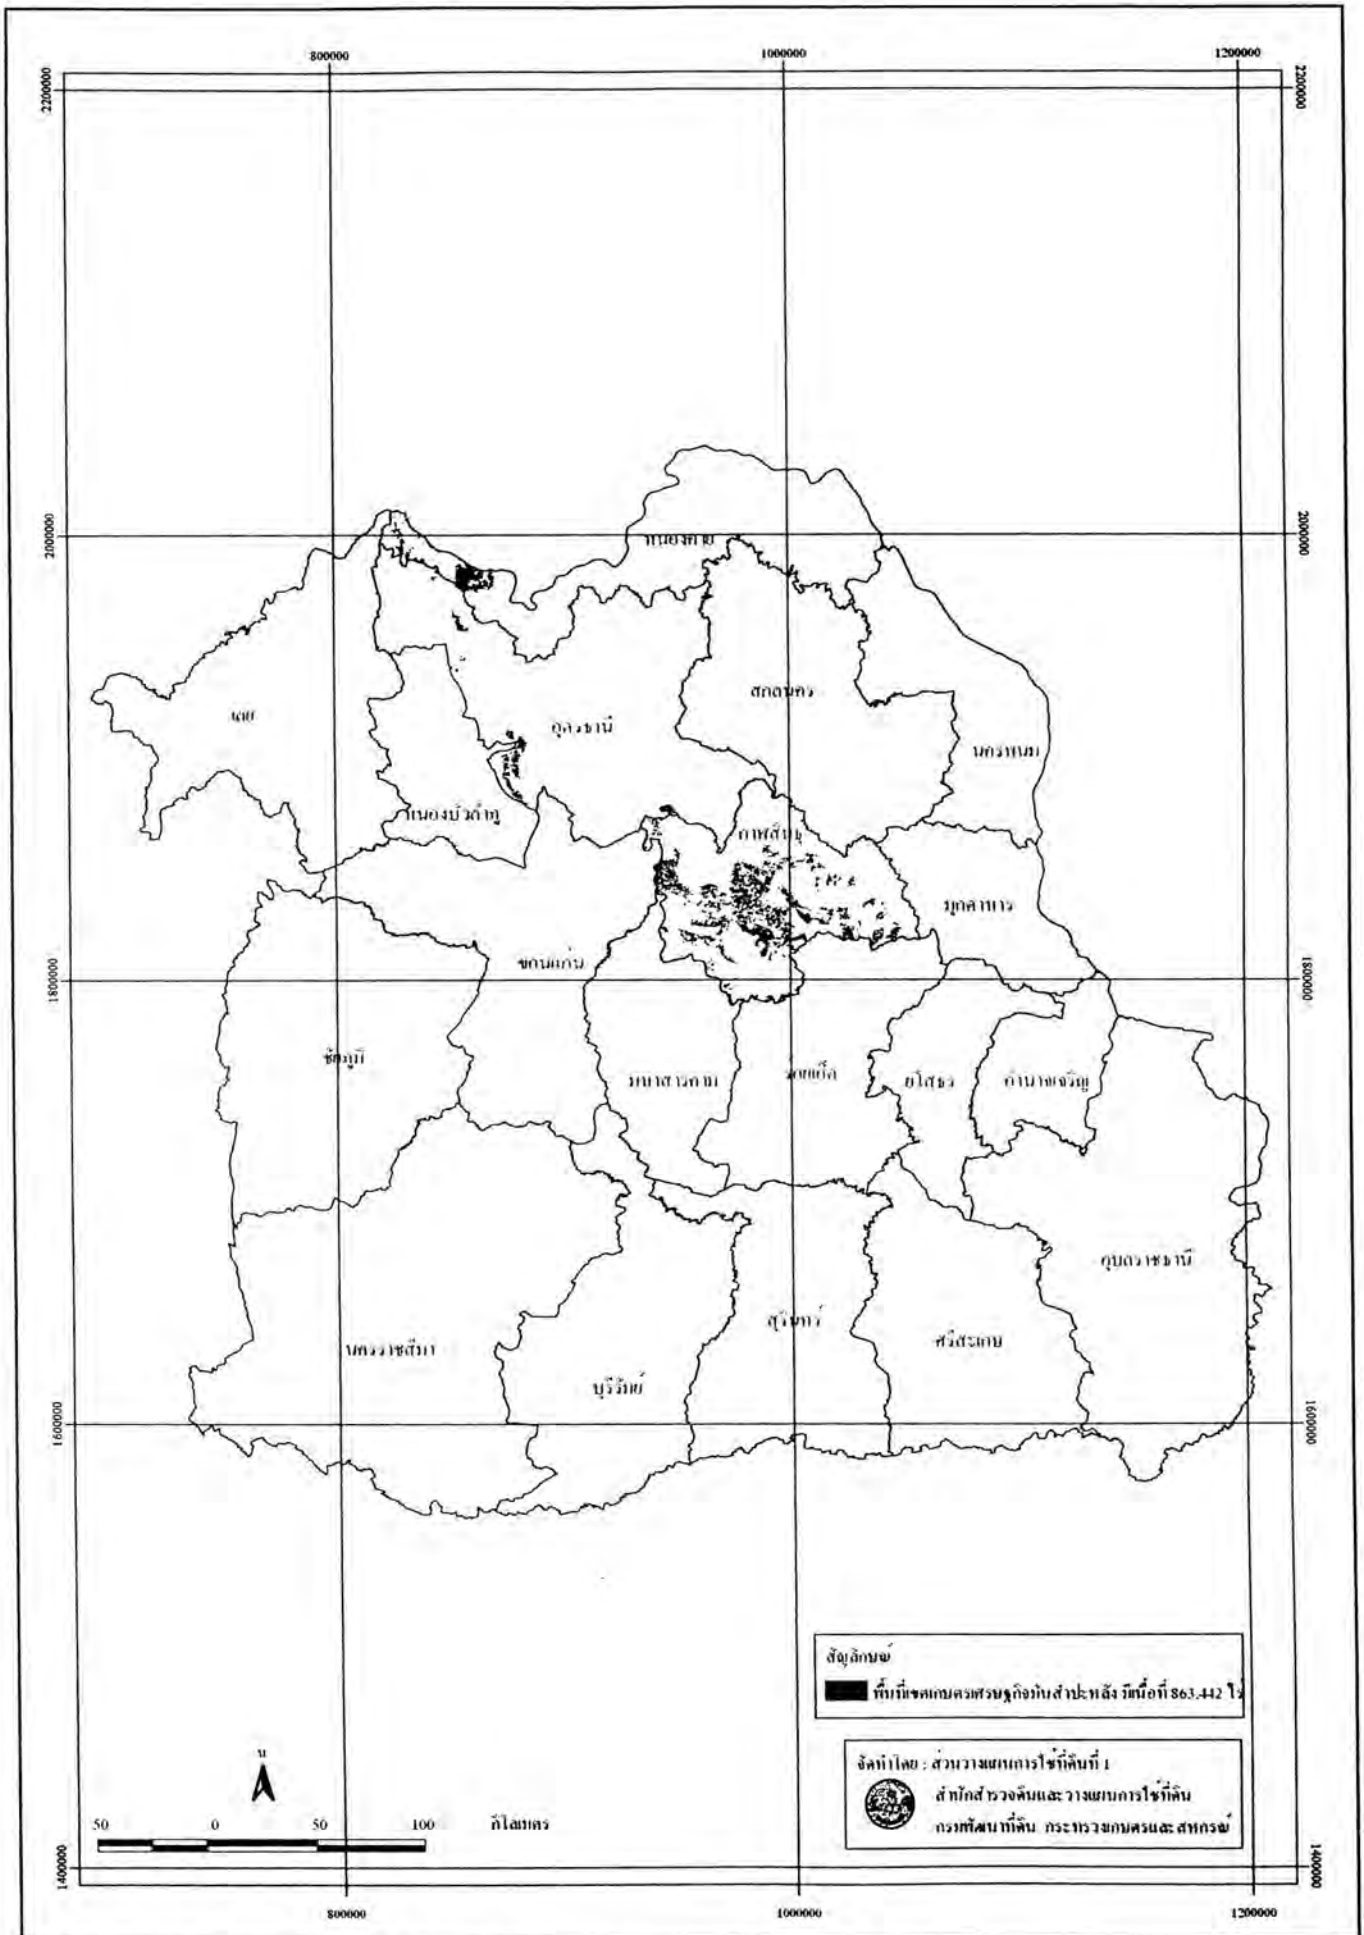 800000 1000000 1200000
2200000 2200000
หนองคาย
2000000 2000000
เลย
อุดรธานี
สกลนคร
นครพนม
หนองบัวลำภู
กาฬสินธุ์
มุกดาหาร
ขอนแก่น
1800000 1800000
ชัยภูมิ
มหาสารคาม
ร้อยเอ็ด
ยโสธร
อำนาจเจริญ
อุบลราชธานี
สุรินทร์
ศรีสะเกษ
นครราชสีมา
บุรีรัมย์
1600000 1600000
สัญลักษณ์
พื้นที่เขตเกษตรเศรษฐกิจมันสำปะหลัง มีเนื้อที่ 863,442 ไร่
จัดทำโดย : ส่วนวางแผนการใช้ที่ดินที่ 1
สำนักสำรวจดินและวางแผนการใช้ที่ดิน
กรมพัฒนาที่ดิน กระทรวงเกษตรและสหกรณ์
น
50 0 50 100 กิโลเมตร
1400000 1400000
800000 1000000 1200000